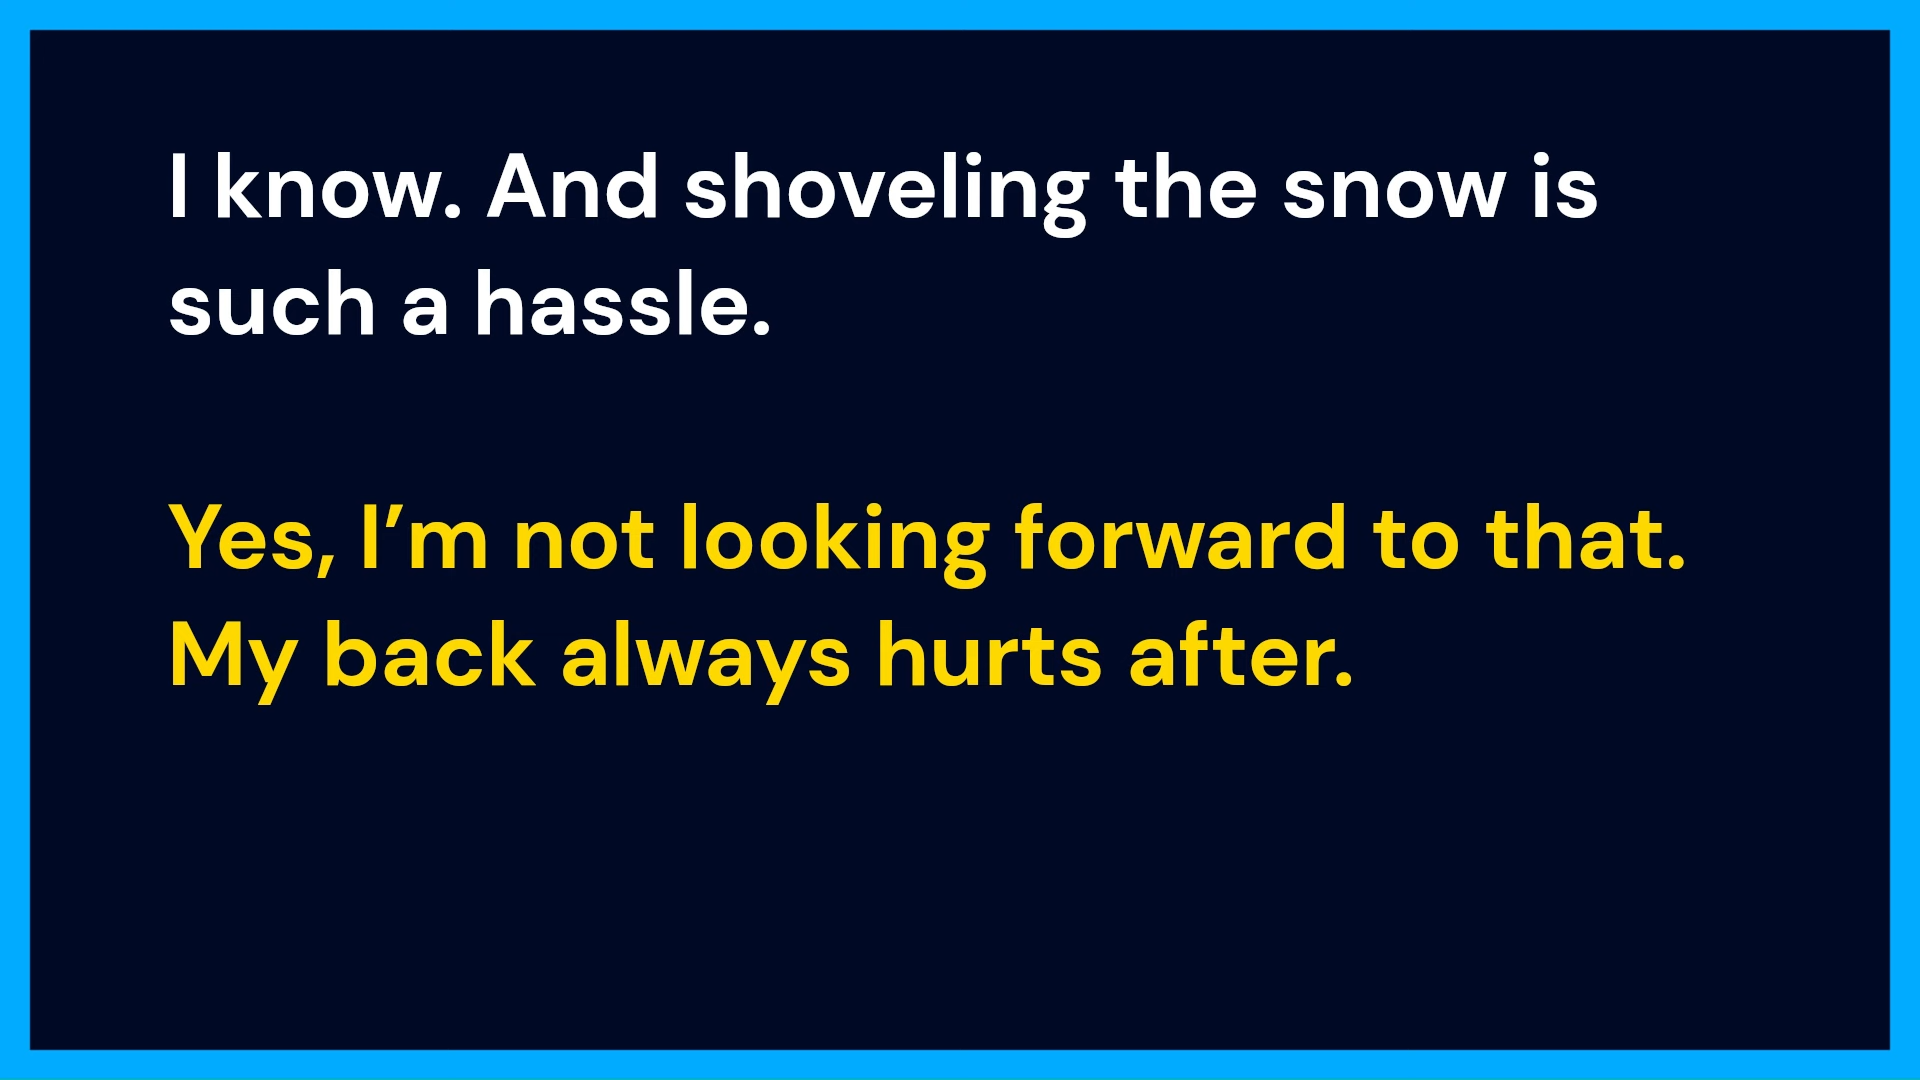 I know. And shoveling the snow is
such a hassle.
Yes, I’m not looking forward to that.
My back always hurts after.